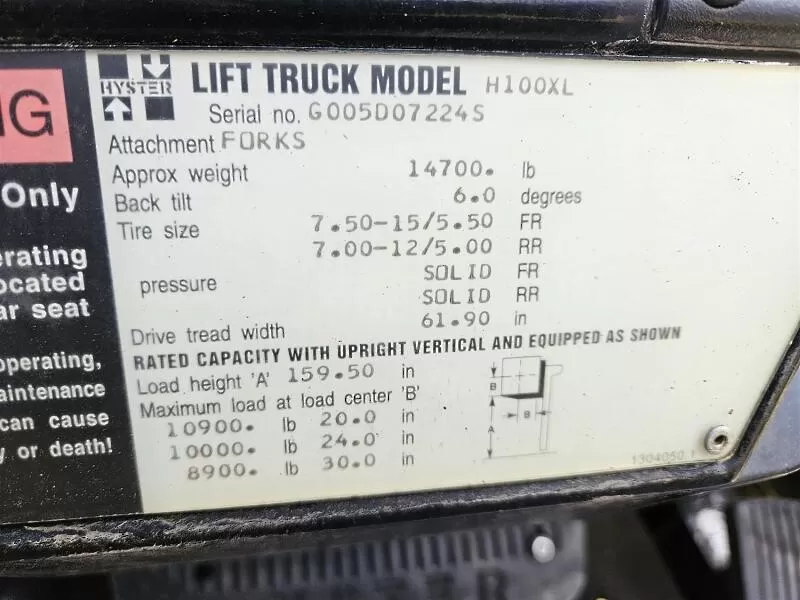 HYSTER LIFT TRUCK MODEL H100XL
Serial no. G005D07224S
Attachment FORKS
Approx weight 14700. lb
Back tilt 6.0 degrees
Tire size 7.50-15/5.50 FR
7.00-12/5.00 RR
pressure SOLID FR
SOLID RR
Drive tread width 61.90 in
RATED CAPACITY WITH UPRIGHT VERTICAL AND EQUIPPED AS SHOWN
Load height 'A' 159.50 in
Maximum load at load center 'B'
10900. lb 20.0 in
10000. lb 24.0 in
8900. lb 30.0 in
B
B
A
1304050.1
NG
Only
erating
ocated
ar seat
operating,
aintenance
can cause
y or death!